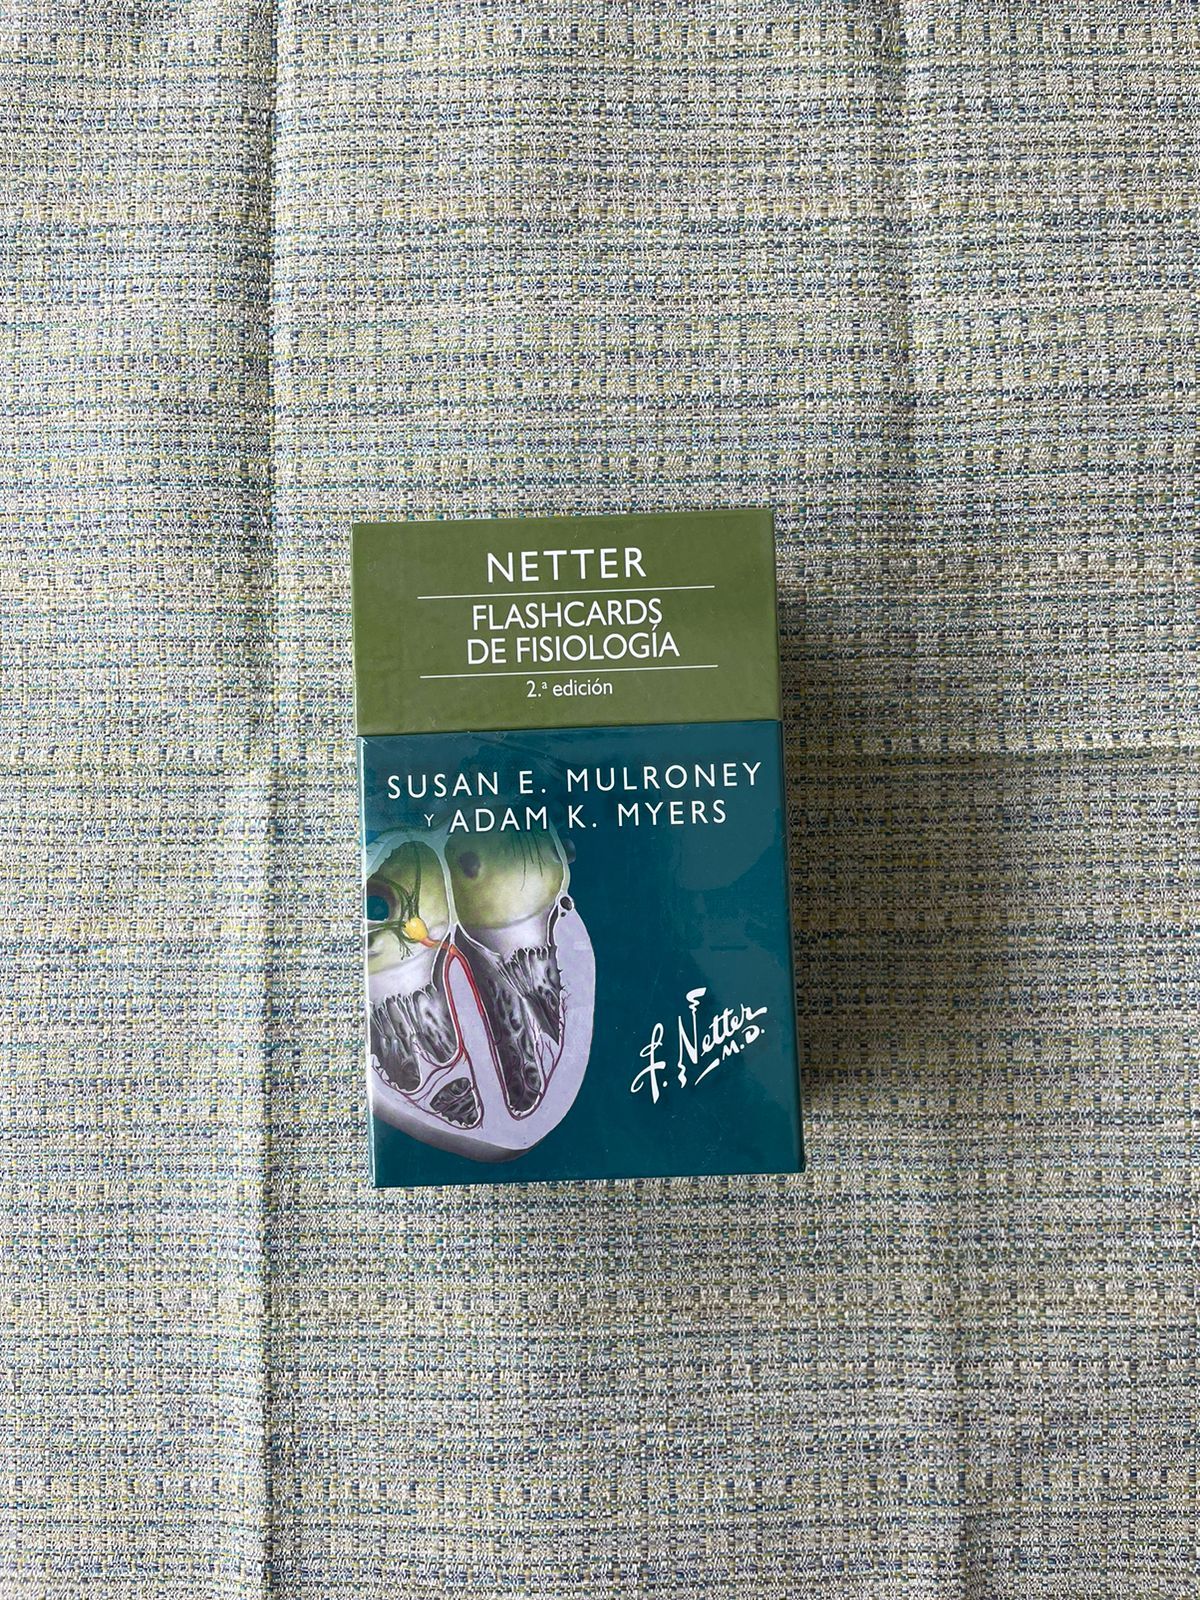 NETTER
FLASHCARDS
DE FISIOLOGÍA
2.ª edición
SUSAN E. MULRONEY
Y ADAM K. MYERS
F. Netter
M.D.